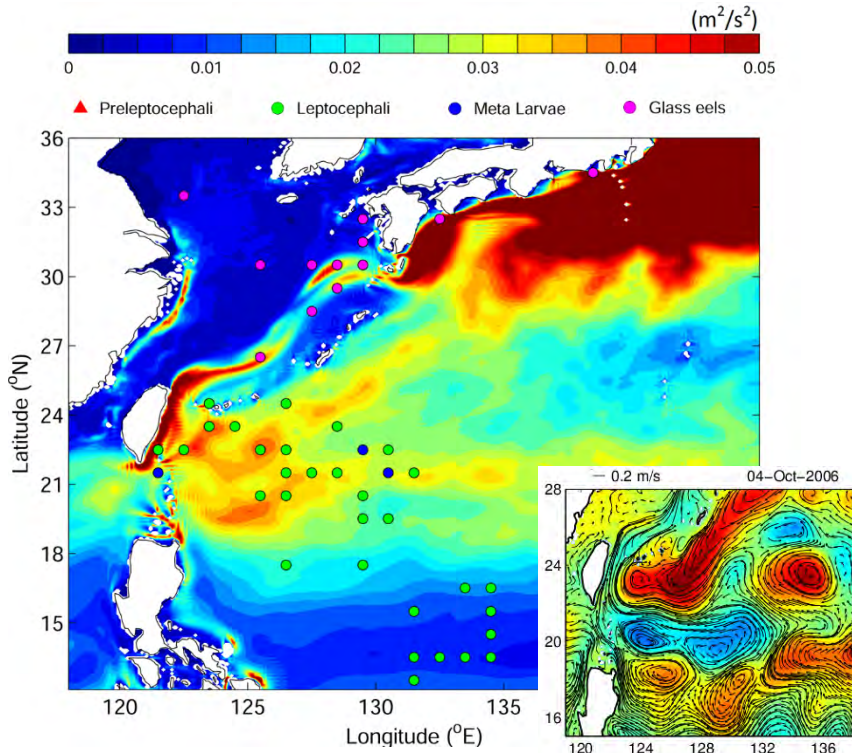 (m²/s²)
0 0.01 0.02 0.03 0.04 0.05
Preleptocephali Leptocephali Meta Larvae Glass eels
36
33
30
27
24
21
18
15
Latitude (°N)
120 125 130 135
Longitude (°E)
0.2 m/s 04-Oct-2006
28
24
20
16
120 124 128 132 136